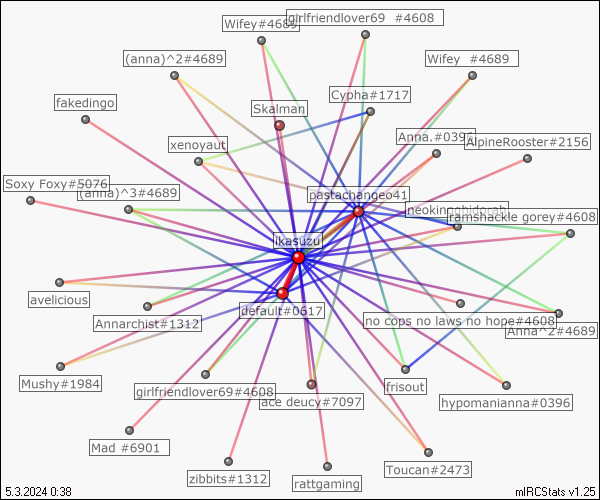 Wifey#4689
girlfriendlover69 #4608
(anna)^2#4689
Wifey #4689
fakedingo
Cypha#1717
Skalman
xenoyaut
Anna.#0396
AlpineRooster#2156
Soxy Foxy#5076
(anna)^3#4689
pastachangeo41
neokingghidorah
ramshackle gorey#4608
ikasuzu
avelicious
default#0617
Annarchist#1312
no cops no laws no hope#4608
Anna^2#4689
Mushy#1984
girlfriendlover69#4608
ace deucy#7097
frisout
hypomanianna#0396
Mad #6901
zibbits#1312
rattgaming
Toucan#2473
5.3.2024 0:38
mIRCStats v1.25